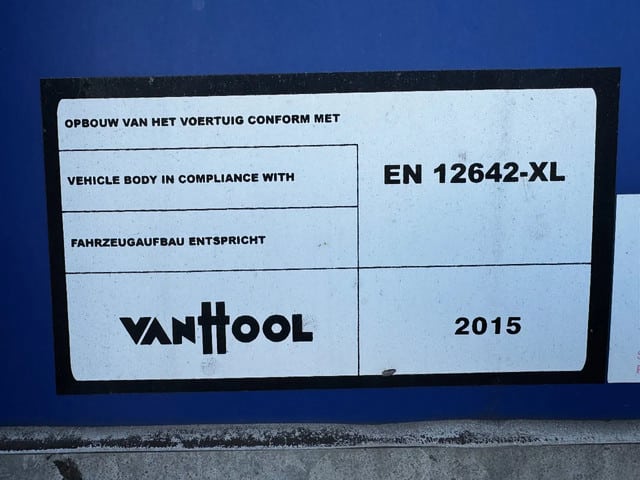 OPBOUW VAN HET VOERTUIG CONFORM MET
VEHICLE BODY IN COMPLIANCE WITH
EN 12642-XL
FAHRZEUGAUFBAU ENTSPRICHT
VANHOOL
2015